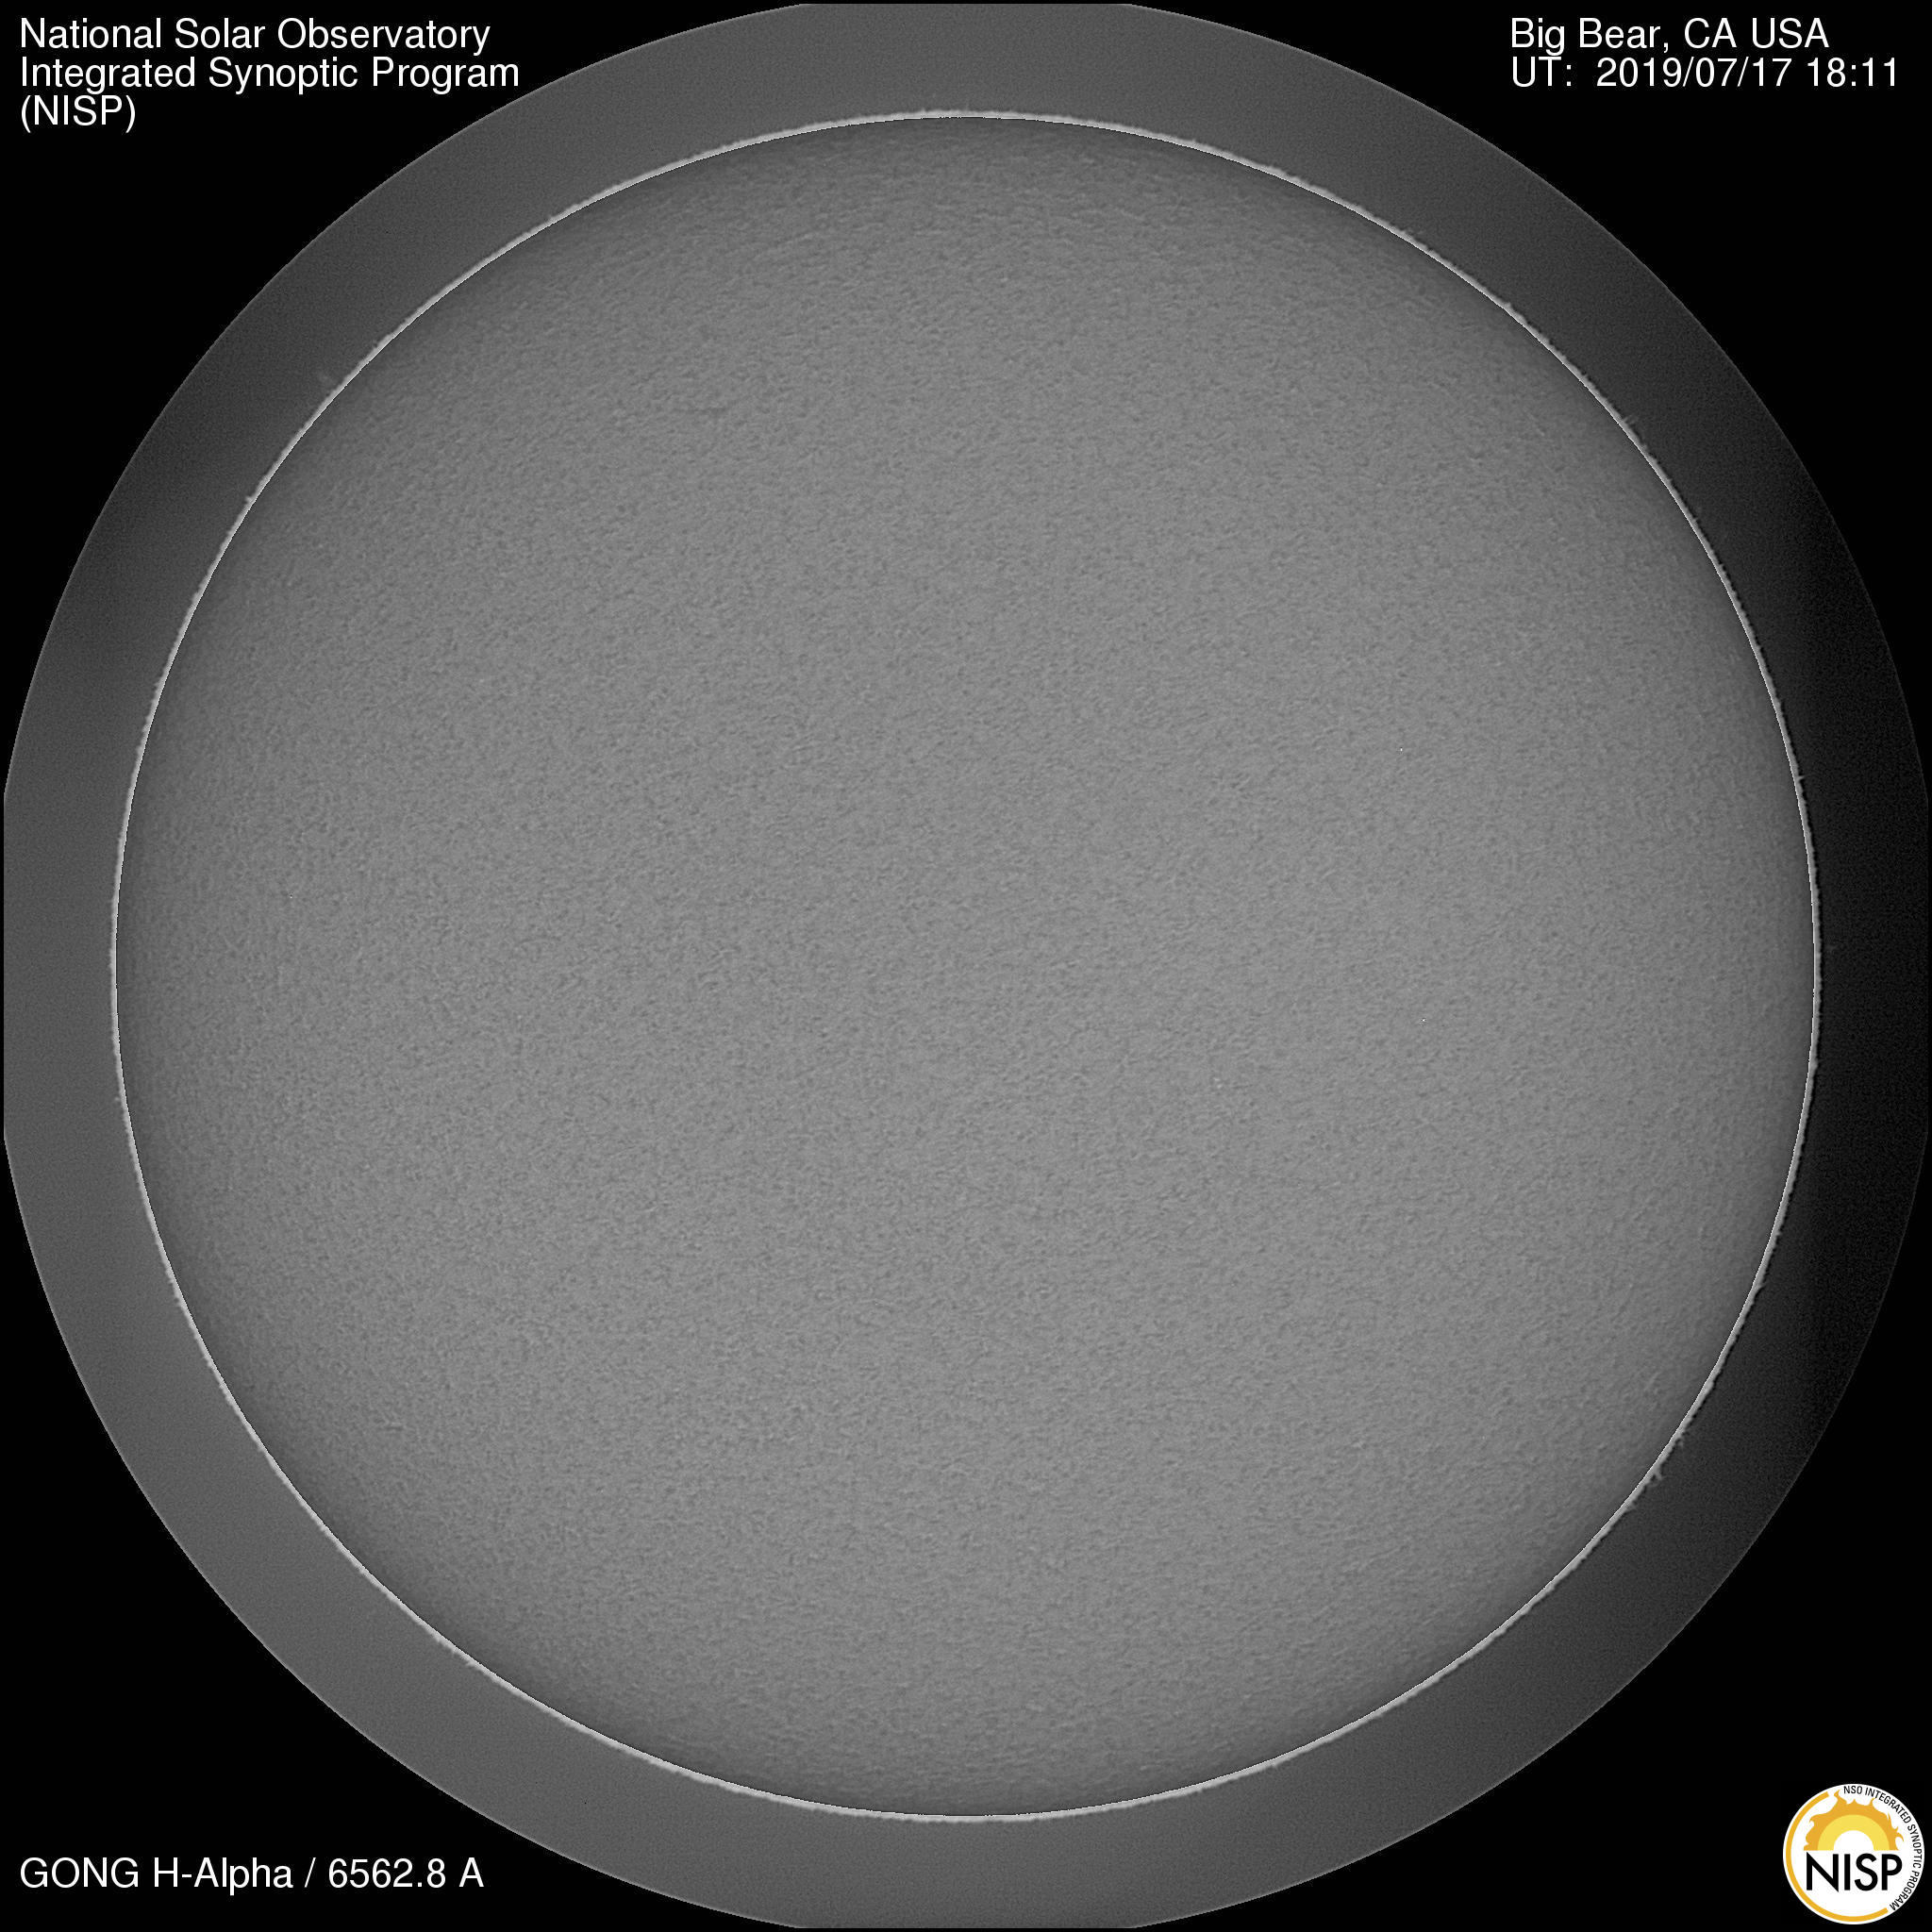 National Solar Observatory
Integrated Synoptic Program
(NISP)
Big Bear, CA USA
UT: 2019/07/17 18:11
GONG H-Alpha / 6562.8 A
NSO INTEGRATED SYNOPTIC PROGRAM
NISP